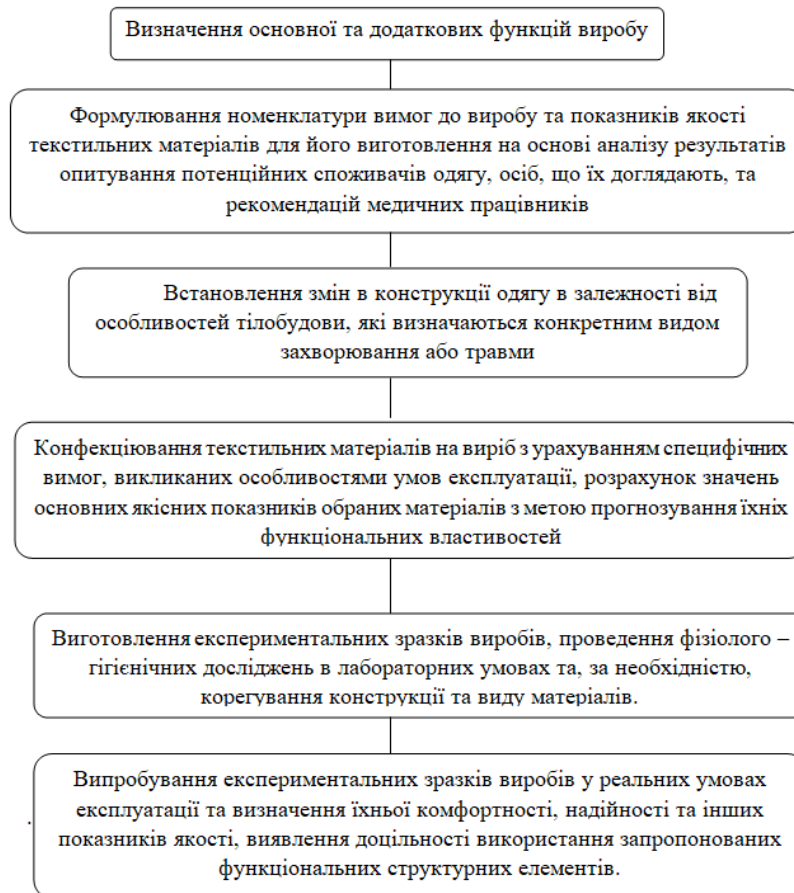 Визначення основної та додаткових функцій виробу
Формулювання номенклатури вимог до виробу та показників якості
текстильних матеріалів для його виготовлення на основі аналізу результатів
опитування потенційних споживачів одягу, осіб, що їх доглядають, та
рекомендацій медичних працівників
Встановлення змін в конструкції одягу в залежності від
особливостей тілобудови, які визначаються конкретним видом
захворювання або травми
Конфекціювання текстильних матеріалів на виріб з урахуванням специфічних
вимог, викликаних особливостями умов експлуатації, розрахунок значень
основних якісних показників обраних матеріалів з метою прогнозування їхніх
функціональних властивостей
Виготовлення експериментальних зразків виробів, проведення фізіолого –
гігієнічних досліджень в лабораторних умовах та, за необхідністю,
корегування конструкції та виду матеріалів.
Випробування експериментальних зразків виробів у реальних умовах
експлуатації та визначення їхньої комфортності, надійності та інших
показників якості, виявлення доцільності використання запропонованих
функціональних структурних елементів.